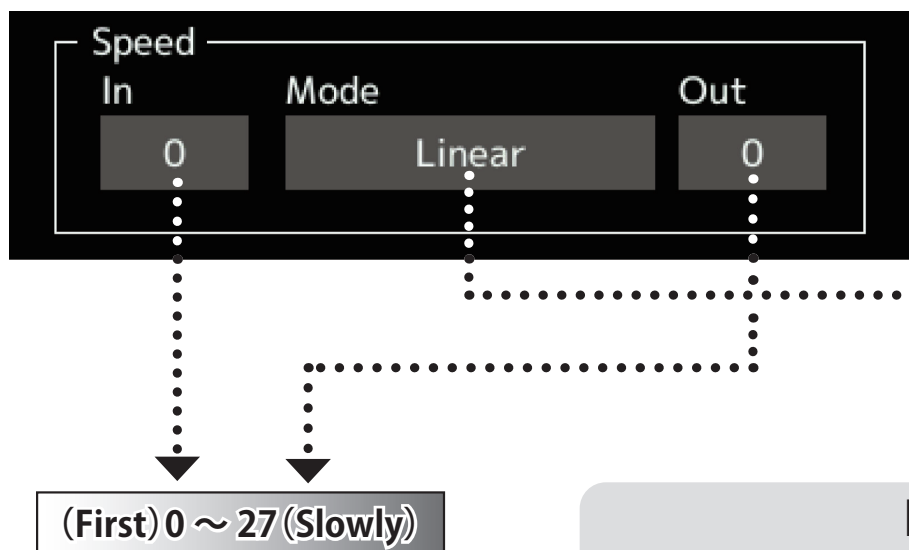 Speed
In Mode Out
0 Linear 0
(First) 0 ～ 27 (Slowly)